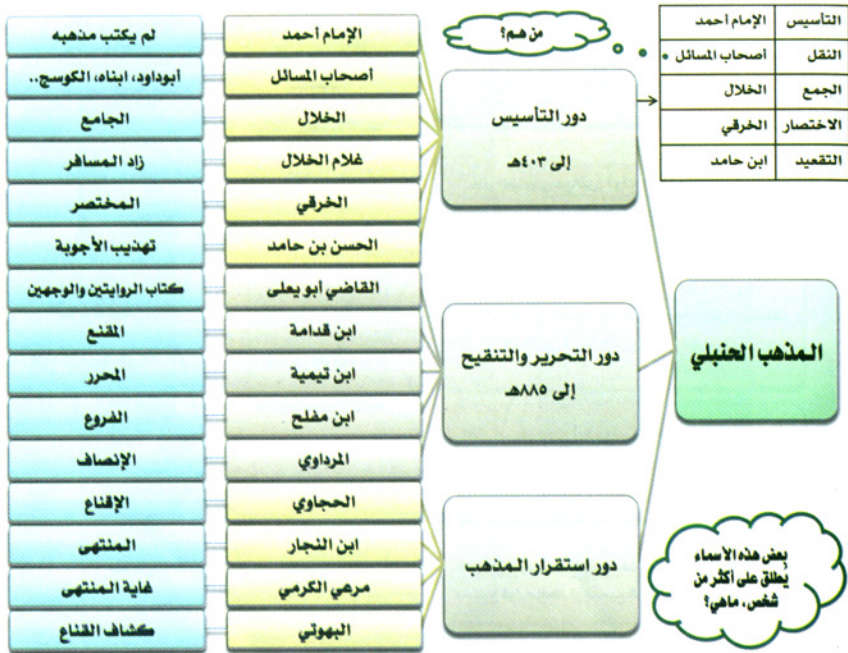 التأسيس الإمام أحمد
النقل أصحاب المسائل
الجمع الخلال
الاختصار الخرقي
التقعيد ابن حامد
من هم؟
المذهب الحنبلي
بعض هذه الأسماء
يُطلق على أكثر من
شخص، ماهي؟
دور التأسيس
إلى ٤٠٣هـ
الإمام أحمد لم يكتب مذهبه
أصحاب المسائل أبوداود، ابناه، الكوسج..
الخلال الجامع
غلام الخلال زاد المسافر
الخرقي المختصر
الحسن بن حامد تهذيب الأجوبة
دور التحرير والتنقيح
إلى ٨٨٥هـ
القاضي أبو يعلى كتاب الروايتين والوجهين
ابن قدامة المقنع
ابن تيمية المحرر
ابن مفلح الفروع
المرداوي الإنصاف
دور استقرار المذهب
الحجاوي الإقناع
ابن النجار المنتهى
مرعي الكرمي غاية المنتهى
البهوتي كشاف القناع